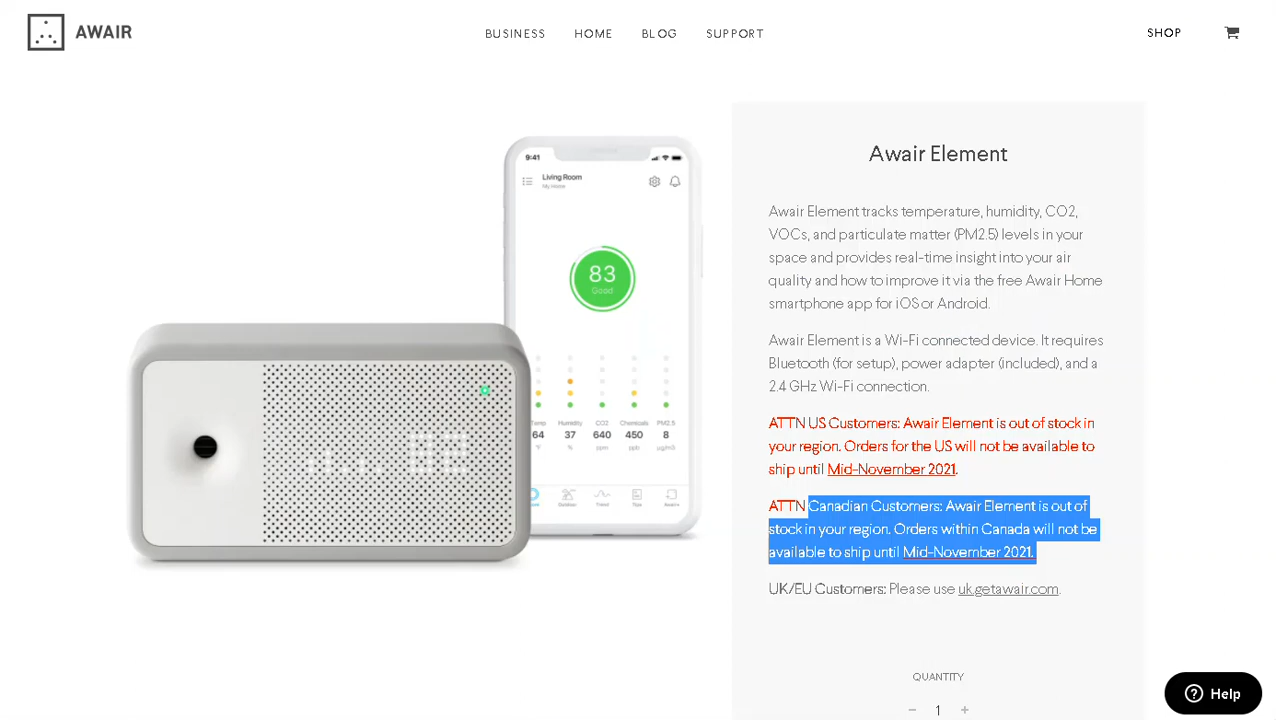 AWAIR
BUSINESS
HOME
BLOG
SUPPORT
SHOP
9:41
Living Room
My Home
83
Good
Awair Element
Awair Element tracks temperature, humidity, CO2,
VOCs, and particulate matter (PM2.5) levels in your
space and provides real-time insight into your air
quality and how to improve it via the free Awair Home
smartphone app for iOS or Android.
Awair Element is a Wi-Fi connected device. It requires
Bluetooth (for setup), power adapter (included), and a
2.4 GHz Wi-Fi connection.
ATTN US Customers: Awair Element is out of stock in
your region. Orders for the US will not be available to
ship until Mid-November 2021.
ATTN Canadian Customers: Awair Element is out of
stock in your region. Orders within Canada will not be
available to ship until Mid-November 2021.
UK/EU Customers: Please use uk.getawair.com.
Temp Humidity CO2 Chemicals PM2.5
64 37 640 450 8
°F % ppm ppb ug/m3
QUANTITY
− 1 +
Help